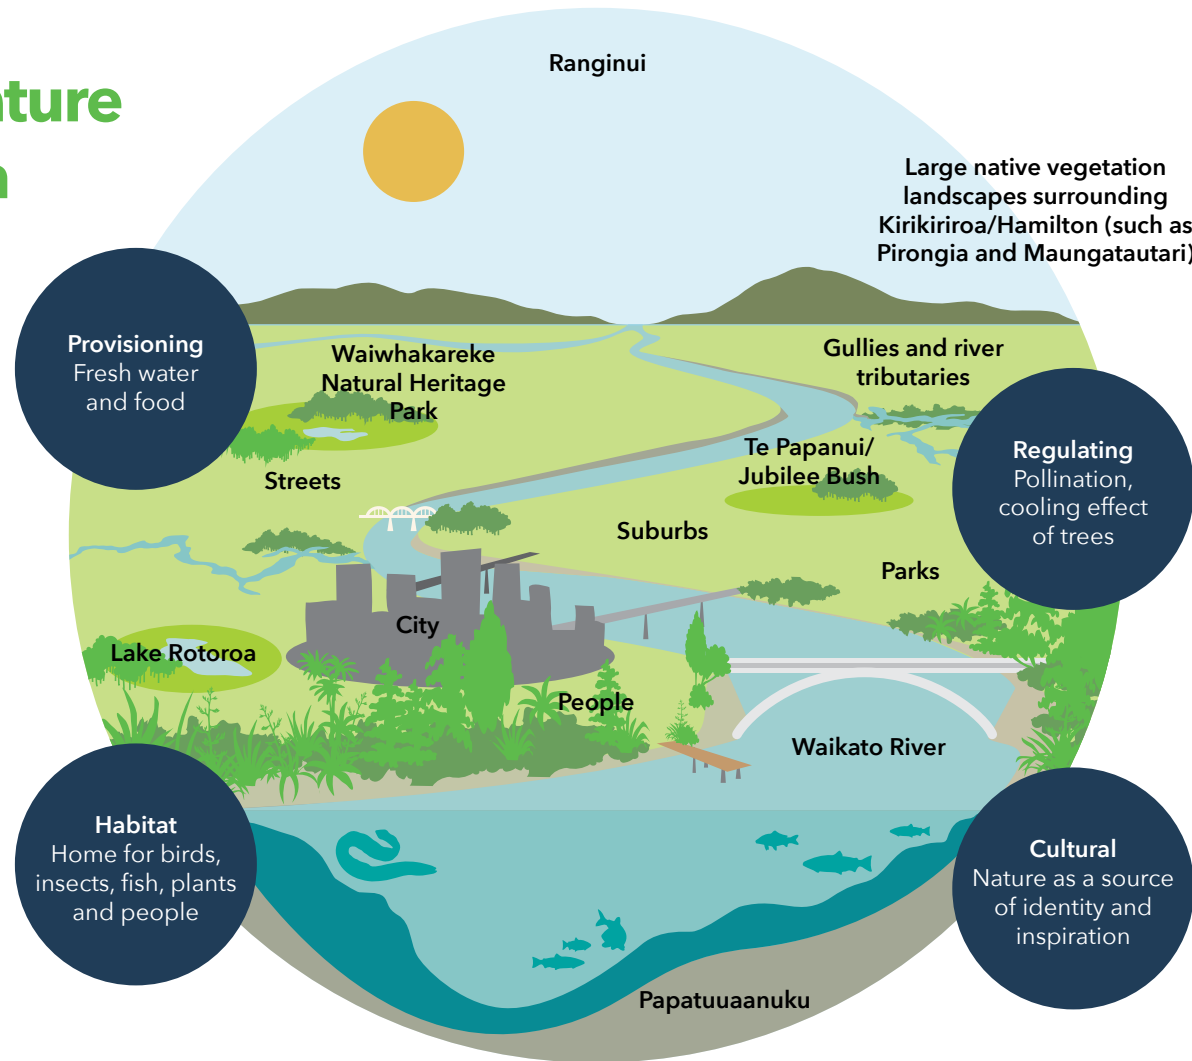 Ranginui
Large native vegetation
landscapes surrounding
Kirikiriroa/Hamilton (such as
Pirongia and Maungatautari)
Provisioning
Fresh water
and food
Waiwhakareke
Natural Heritage
Park
Gullies and river
tributaries
Te Papanui/
Jubilee Bush
Regulating
Pollination,
cooling effect
of trees
Streets
Suburbs
Parks
City
Lake Rotoroa
People
Waikato River
Habitat
Home for birds,
insects, fish, plants
and people
Cultural
Nature as a source
of identity and
inspiration
Papatuuaanuku